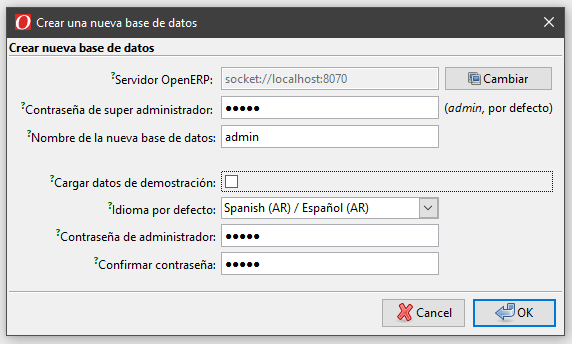 Crear una nueva base de datos
Crear nueva base de datos
?Servidor OpenERP: socket://localhost:8070 Cambiar
?Contraseña de super administrador: ●●●●● (admin, por defecto)
?Nombre de la nueva base de datos: admin
?Cargar datos de demostración:
?Idioma por defecto: Spanish (AR) / Español (AR)
?Contraseña de administrador: ●●●●●
?Confirmar contraseña: ●●●●●
Cancel OK